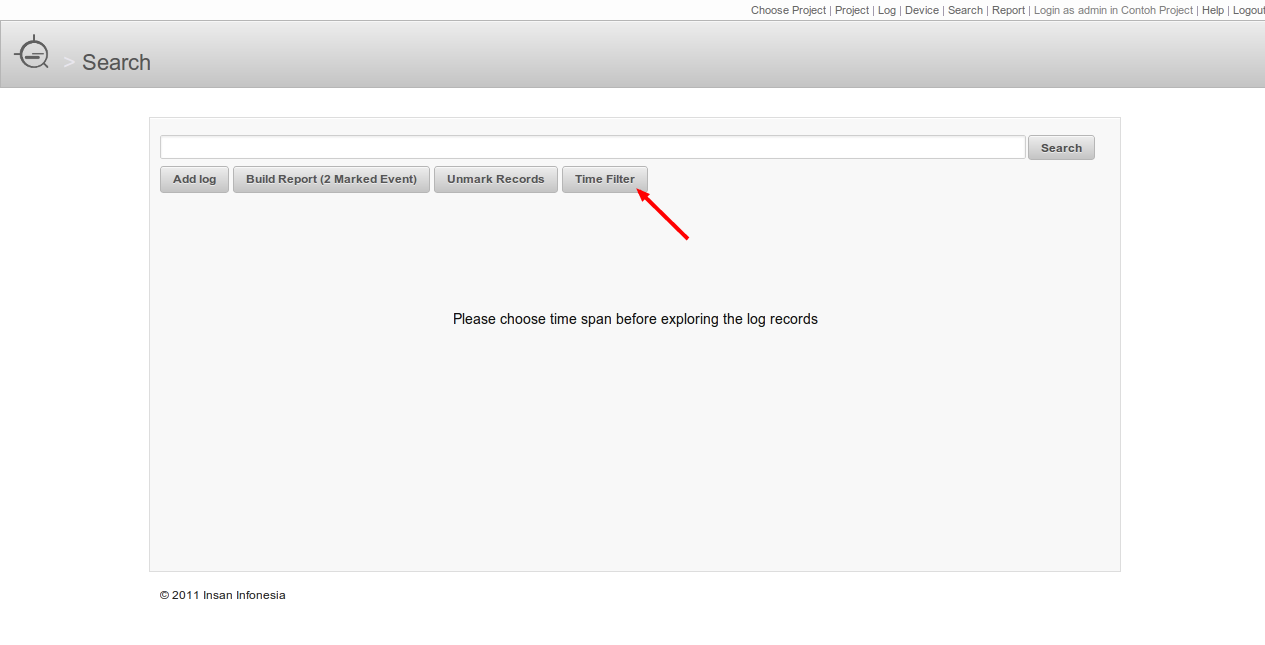 Choose Project | Project | Log | Device | Search | Report | Login as admin in Contoh Project | Help | Logout
> Search
Search
Add log
Build Report (2 Marked Event)
Unmark Records
Time Filter
Please choose time span before exploring the log records
© 2011 Insan Infonesia